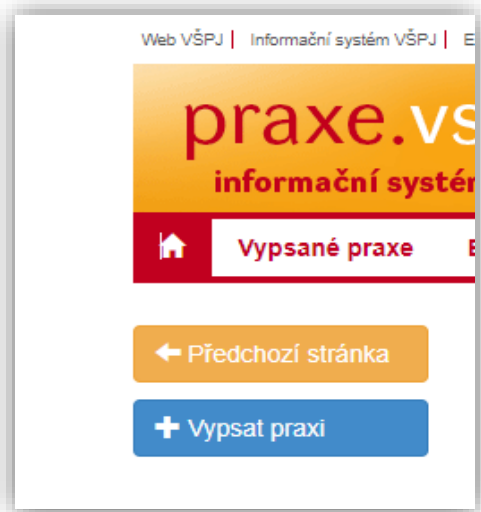 Web VŠPJ | Informační systém VŠPJ | E
praxe.vs
informační systém
Vypsané praxe E
Předchozí stránka
Vypsat praxi